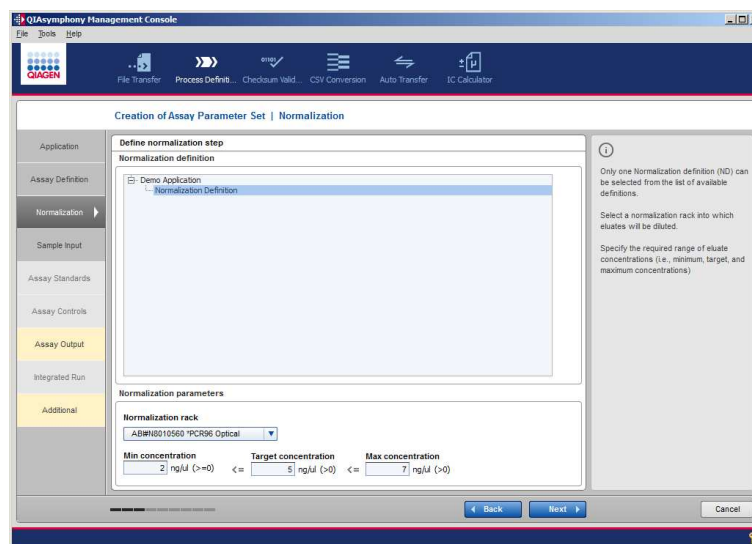 QIAsymphony Management Console
File Tools Help
QIAGEN
File Transfer Process Definiti... Checksum Valid... CSV Conversion Auto Transfer IC Calculator
01101
Creation of Assay Parameter Set | Normalization
Application
Assay Definition
Normalization
Sample Input
Assay Standards
Assay Controls
Assay Output
Integrated Run
Additional
Define normalization step
Normalization definition
Demo Application
Normalization Definition
Normalization parameters
Normalization rack
ABI#N8010560 *PCR96 Optical
Min concentration Target concentration Max concentration
2 ng/ul (>=0) <= 5 ng/ul (>0) <= 7 ng/ul (>0)
Only one Normalization definition (ND) can
be selected from the list of available
definitions.
Select a normalization rack into which
eluates will be diluted.
Specify the required range of eluate
concentrations (i.e., minimum, target, and
maximum concentrations)
Back Next Cancel